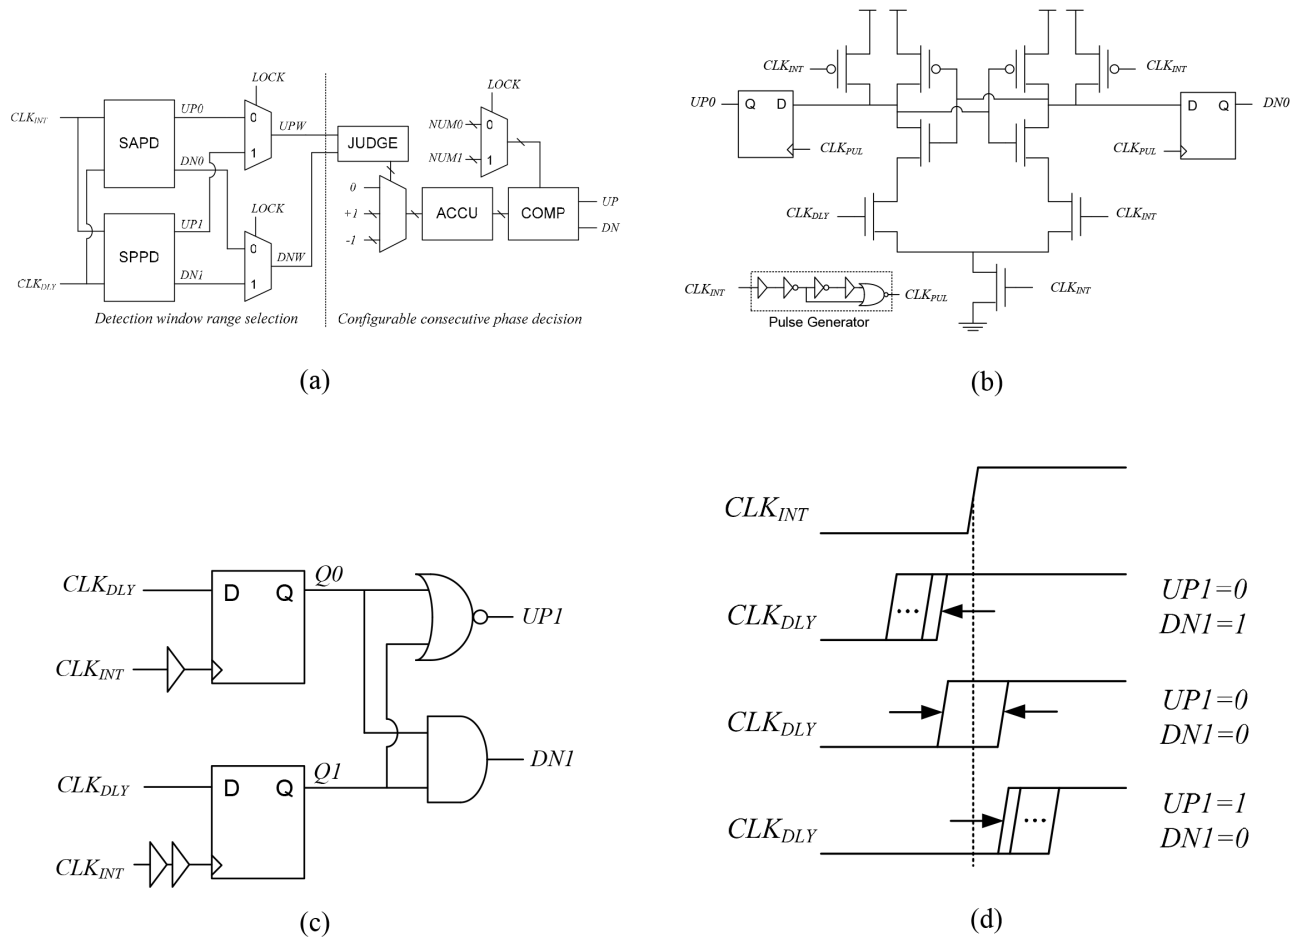 LOCK
CLK_INT
SAPD
UP0
0
1
UPW
DN0
JUDGE
LOCK
NUM0
0
NUM1
1
0
+1
-1
ACCU
COMP
UP
DN
SPPD
UP1
LOCK
0
1
DNW
CLK_DLY
DN1
Detection window range selection
Configurable consecutive phase decision
(a)
CLK_INT
CLK_INT
UP0
Q D
CLK_PUL
D Q
DN0
CLK_PUL
CLK_DLY
CLK_INT
CLK_INT
CLK_INT
CLK_PUL
Pulse Generator
(b)
CLK_DLY
D Q
Q0
CLK_INT
UP1
CLK_DLY
D Q
Q1
CLK_INT
DN1
(c)
CLK_INT
CLK_DLY
...
UP1=0
DN1=1
CLK_DLY
UP1=0
DN1=0
CLK_DLY
...
UP1=1
DN1=0
(d)